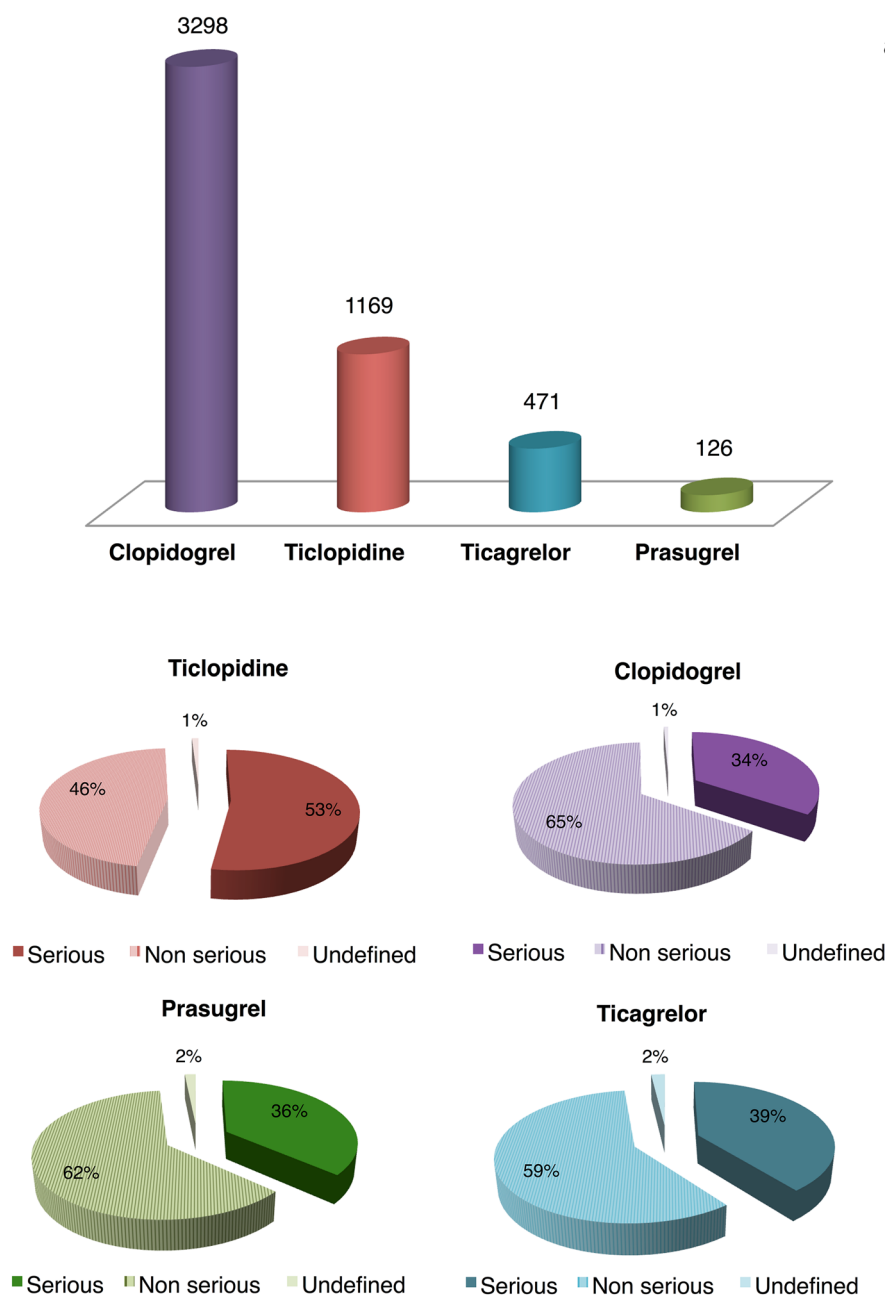 3298
1169
471
126
Clopidogrel Ticlopidine Ticagrelor Prasugrel
Ticlopidine
1%
46%
53%
Serious Non serious Undefined
Clopidogrel
1%
34%
65%
Serious Non serious Undefined
Prasugrel
2%
36%
62%
Serious Non serious Undefined
Ticagrelor
2%
39%
59%
Serious Non serious Undefined